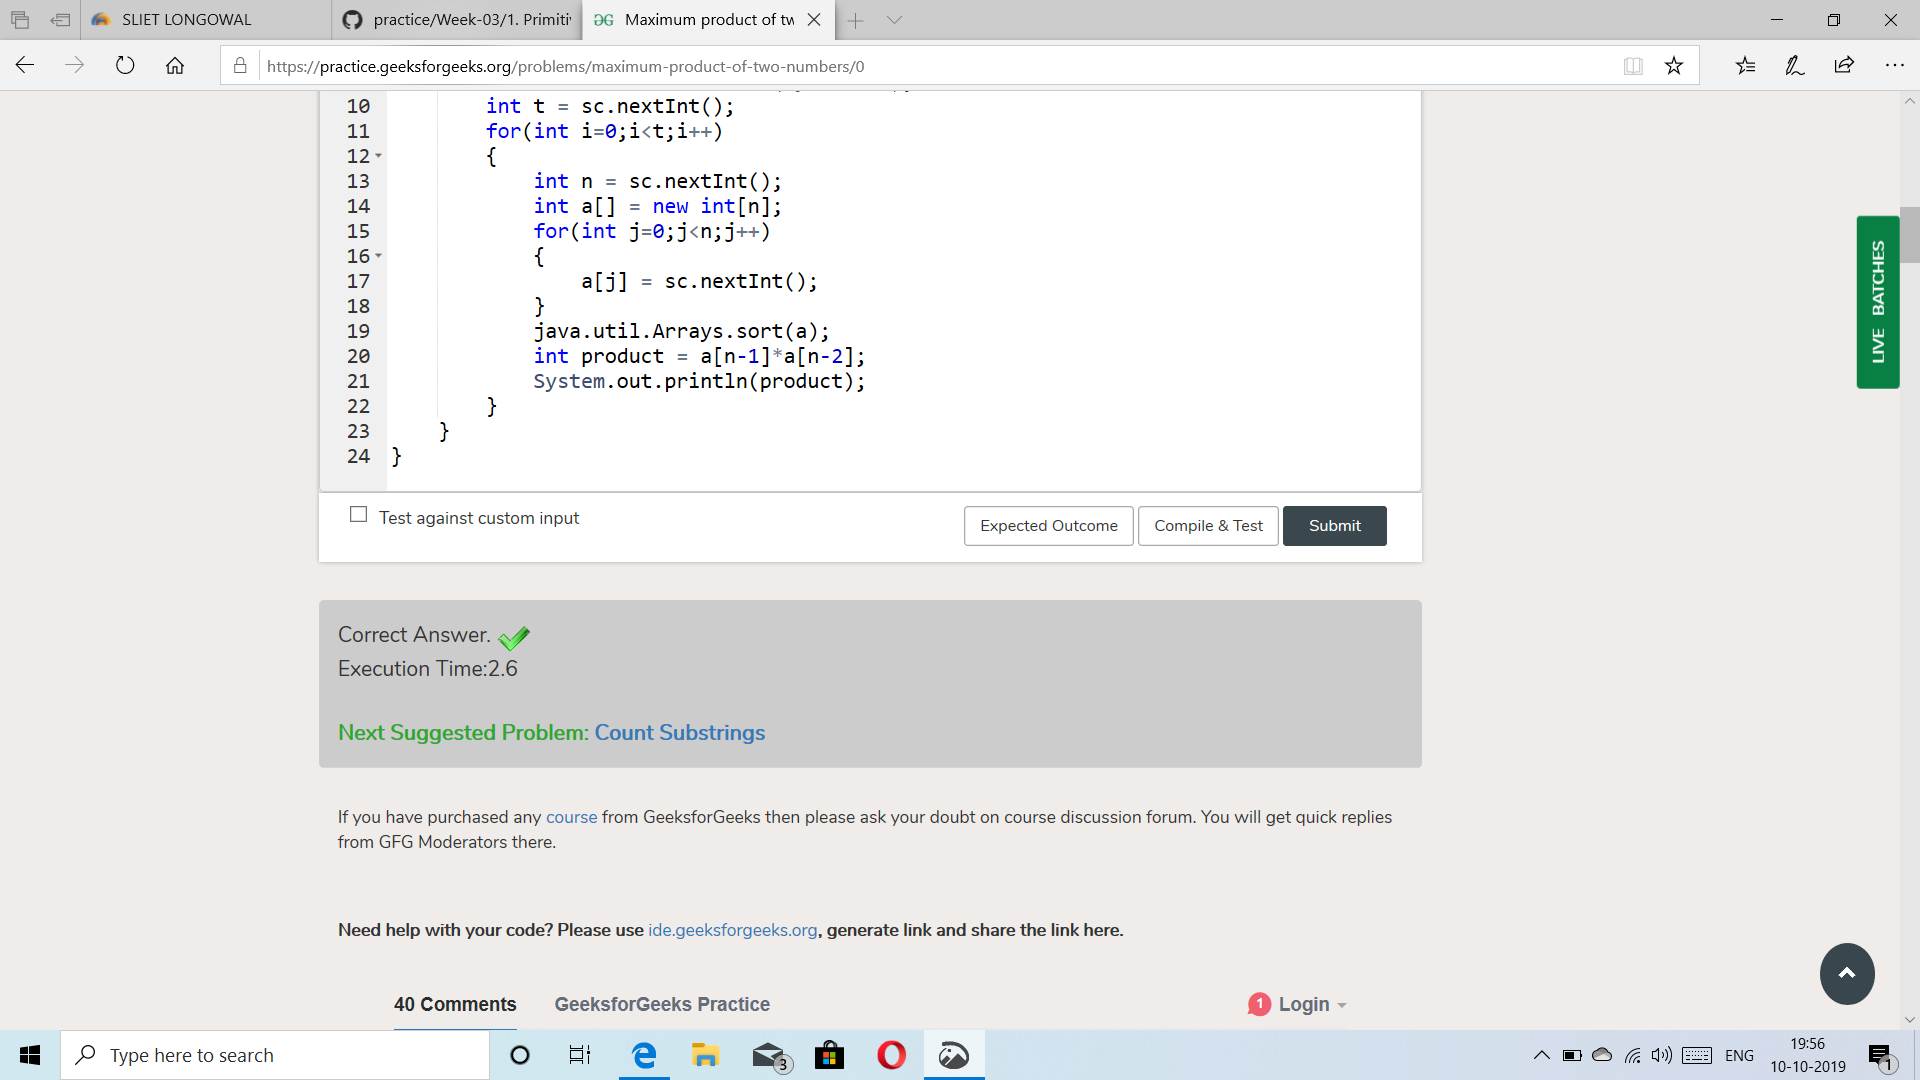 SLIET LONGOWAL
practice/Week-03/1. Primiti
Maximum product of tw
https://practice.geeksforgeeks.org/problems/maximum-product-of-two-numbers/0
10 int t = sc.nextInt();
11 for(int i=0;i<t;i++)
12 {
13 int n = sc.nextInt();
14 int a[] = new int[n];
15 for(int j=0;j<n;j++)
16 {
17 a[j] = sc.nextInt();
18 }
19 java.util.Arrays.sort(a);
20 int product = a[n-1]*a[n-2];
21 System.out.println(product);
22 }
23 }
24 }
LIVE BATCHES
Test against custom input
Expected Outcome
Compile & Test
Submit
Correct Answer.
Execution Time:2.6
Next Suggested Problem: Count Substrings
If you have purchased any course from GeeksforGeeks then please ask your doubt on course discussion forum. You will get quick replies
from GFG Moderators there.
Need help with your code? Please use ide.geeksforgeeks.org, generate link and share the link here.
40 Comments
GeeksforGeeks Practice
1 Login
Type here to search
3
ENG
19:56
10-10-2019
1